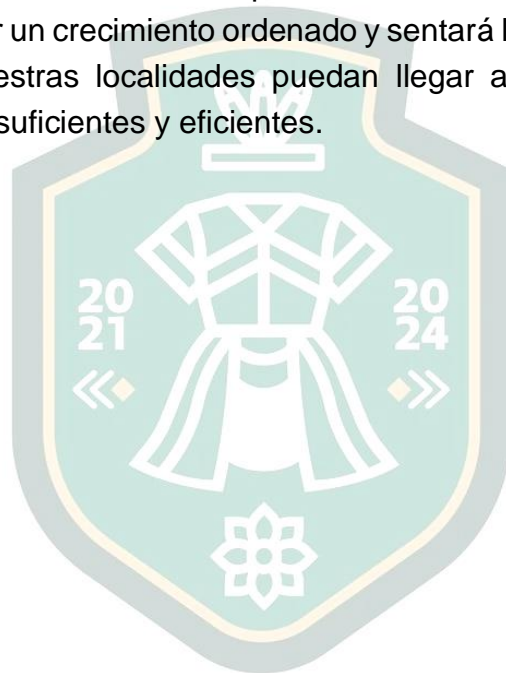 r un crecimiento ordenado y sentará l
estras localidades puedan llegar a
suficientes y eficientes.
20
21
20
24